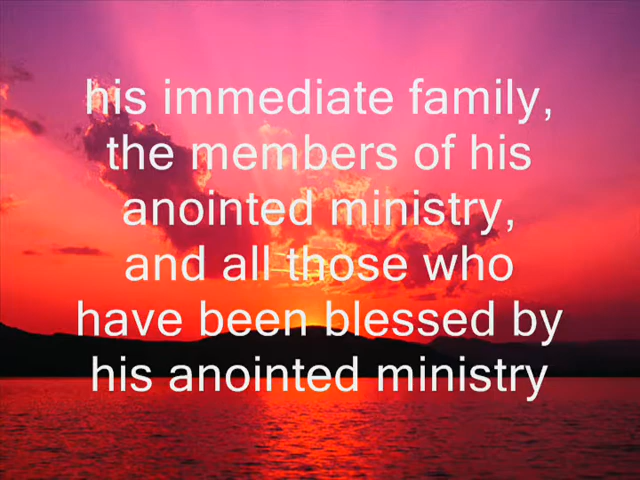 his immediate family,
the members of his
anointed ministry,
and all those who
have been blessed by
his anointed ministry